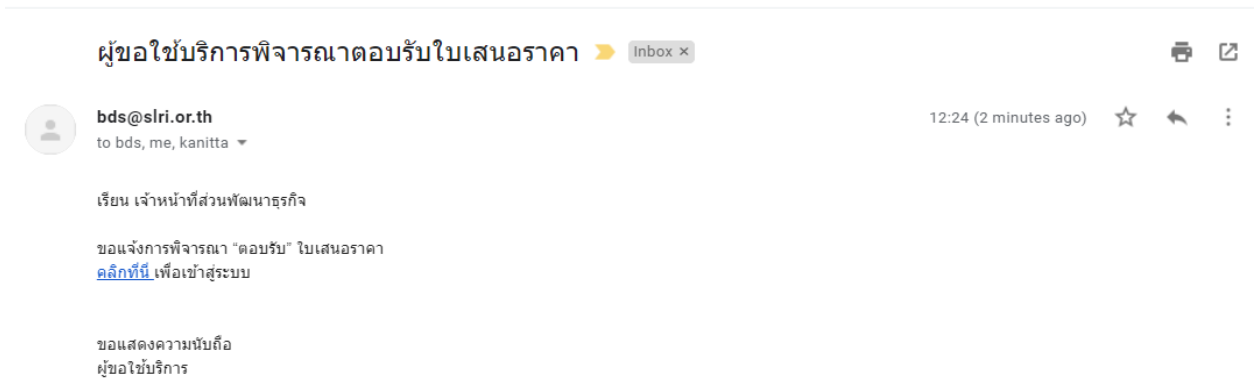 ผู้ขอใช้บริการพิจารณาตอบรับใบเสนอราคา Inbox ×
bds@slri.or.th 12:24 (2 minutes ago)
to bds, me, kanitta
เรียน เจ้าหน้าที่ส่วนพัฒนาธุรกิจ
ขอแจ้งการพิจารณา “ตอบรับ” ใบเสนอราคา
คลิกที่นี่ เพื่อเข้าสู่ระบบ
ขอแสดงความนับถือ
ผู้ขอใช้บริการ